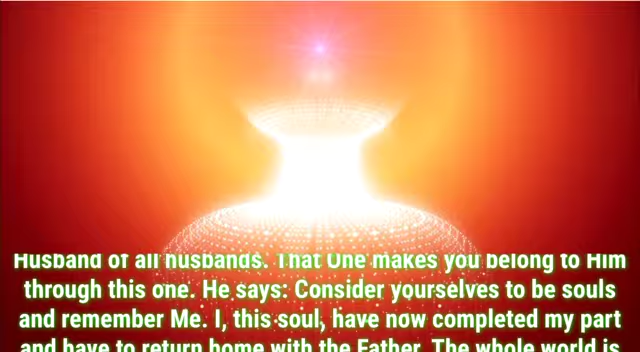 Husband of all husbands. That One makes you belong to Him
through this one. He says: Consider yourselves to be souls
and remember Me. I, this soul, have now completed my part
and have to return home with the Father. The whole world is